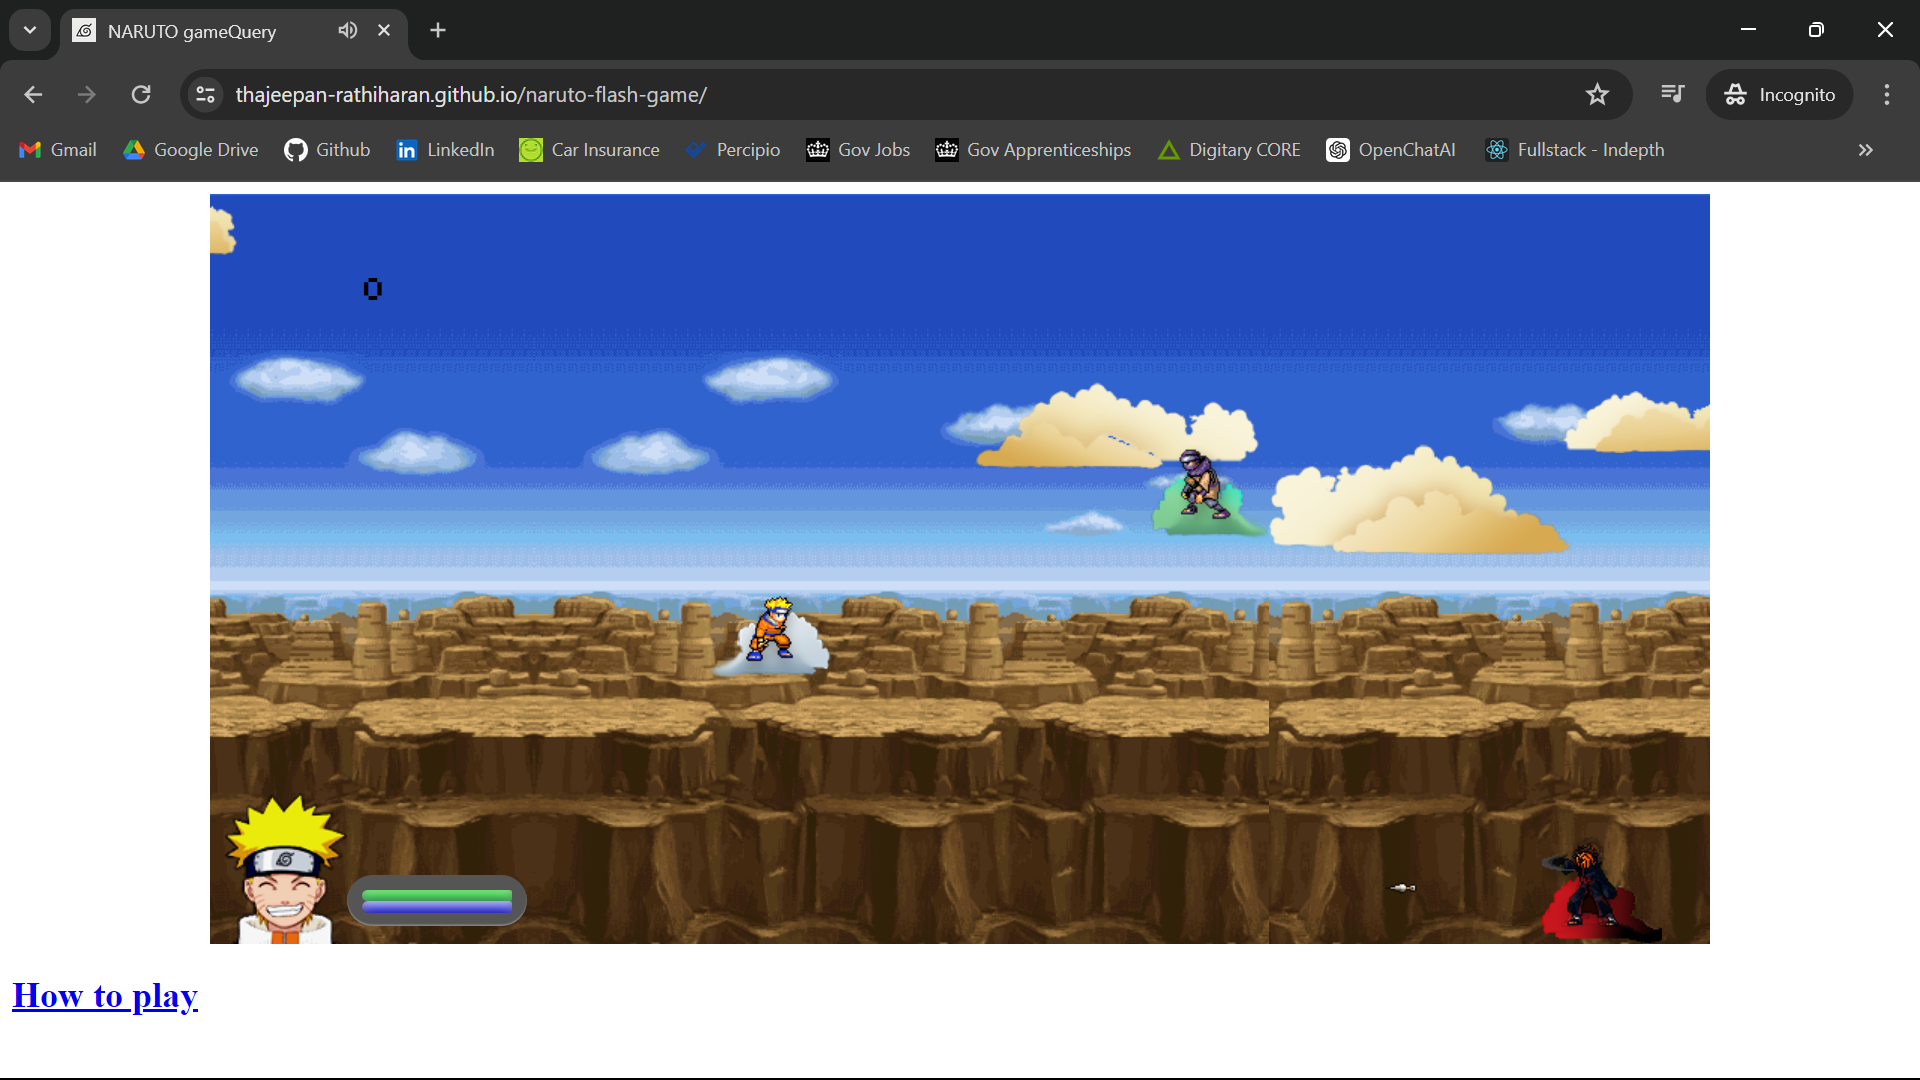 NARUTO gameQuery
thajeepan-rathiharan.github.io/naruto-flash-game/
Incognito
Gmail
Google Drive
Github
LinkedIn
Car Insurance
Percipio
Gov Jobs
Gov Apprenticeships
Digitary CORE
OpenChatAI
Fullstack - Indepth
0
How to play